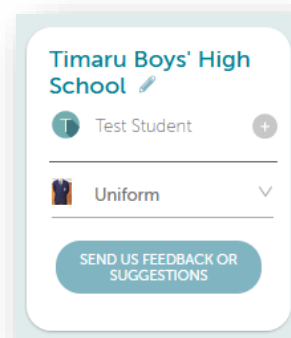 Timaru Boys' High
School
T Test Student
Uniform
SEND US FEEDBACK OR
SUGGESTIONS